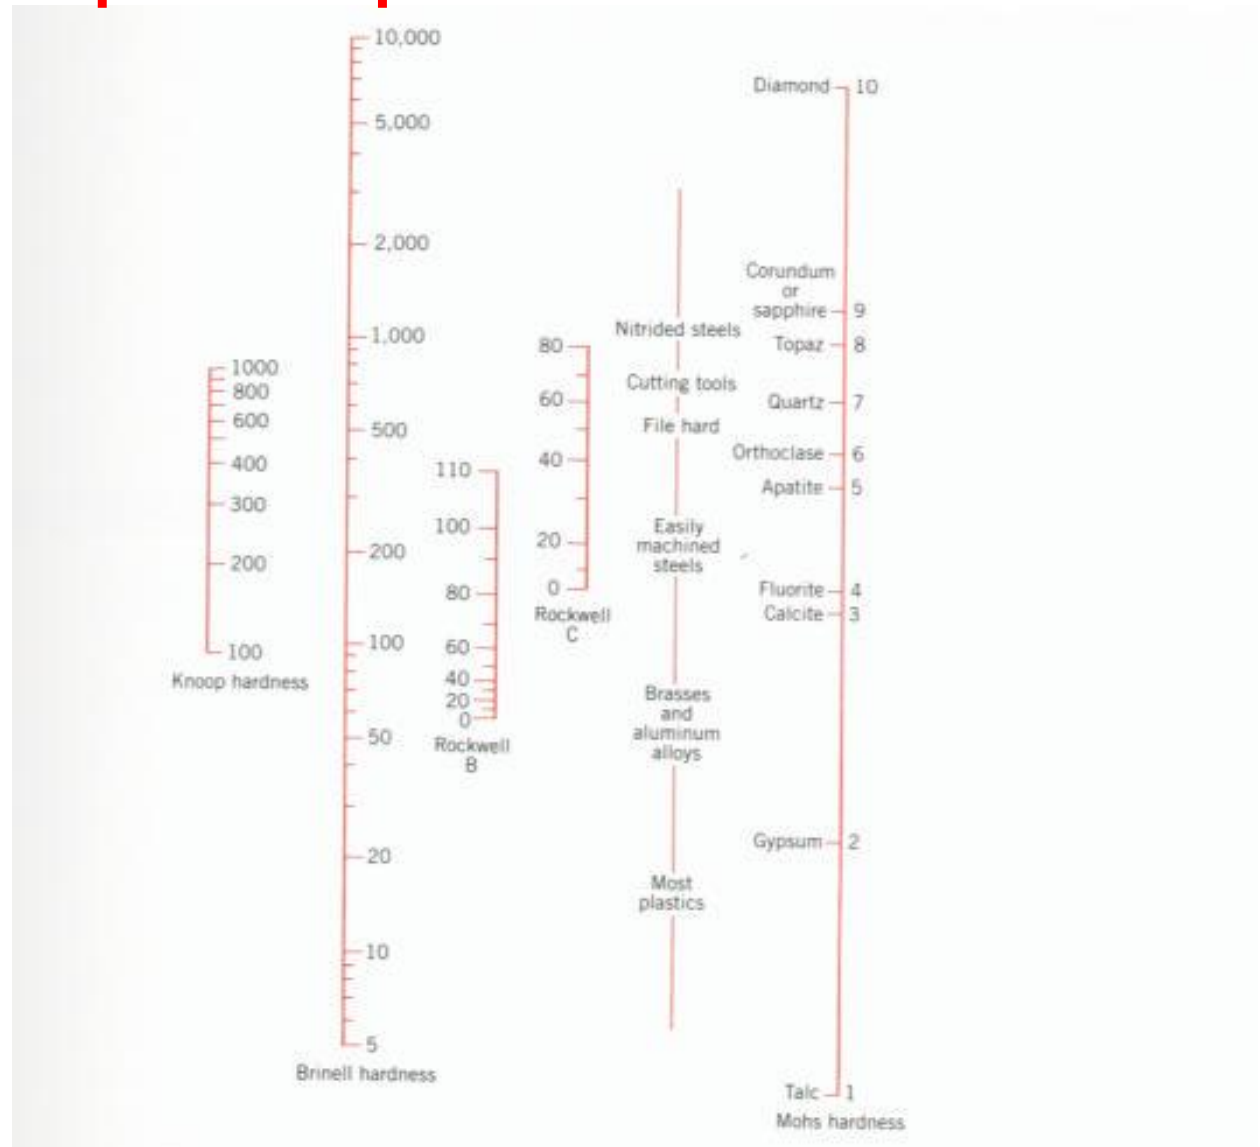 1000
800
600
400
300
200
100
Knoop hardness
10,000
5,000
2,000
1,000
500
200
100
50
20
10
5
Brinell hardness
110
100
80
60
40
20
0
Rockwell
B
80
60
40
20
0
Rockwell
C
Nitrided steels
Cutting tools
File hard
Easily
machined
steels
Brasses
and
aluminum
alloys
Most
plastics
Diamond 10
Corundum
or
sapphire 9
Topaz 8
Quartz 7
Orthoclase 6
Apatite 5
Fluorite 4
Calcite 3
Gypsum 2
Talc 1
Mohs hardness